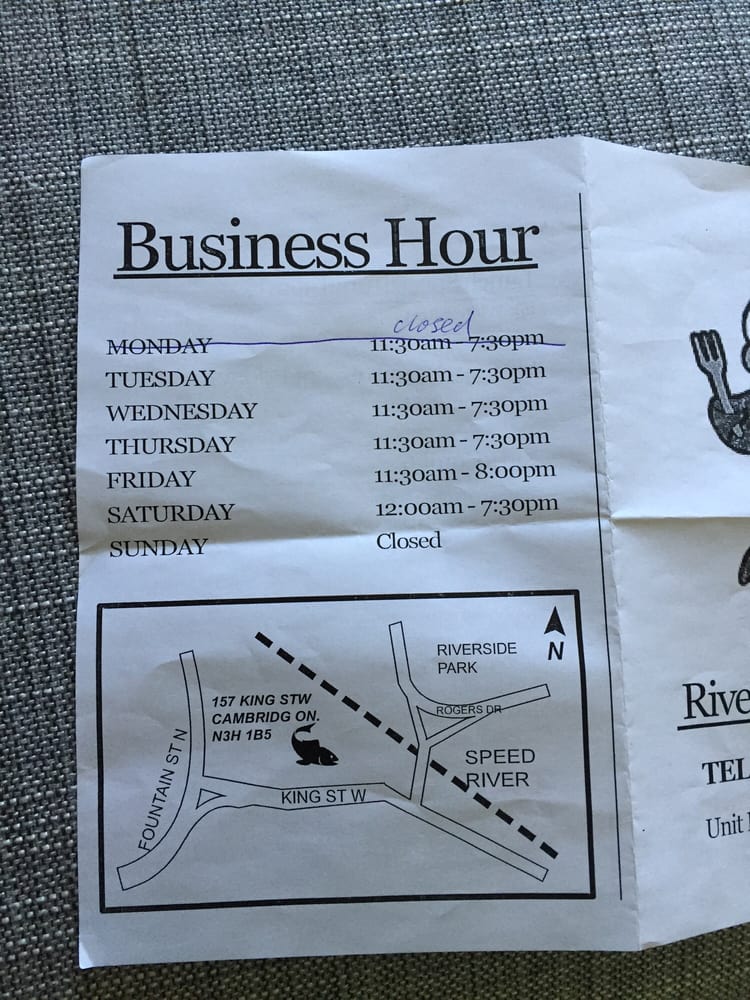 Business Hour
closed
MONDAY 11:30am - 7:30pm
TUESDAY 11:30am - 7:30pm
WEDNESDAY 11:30am - 7:30pm
THURSDAY 11:30am - 7:30pm
FRIDAY 11:30am - 8:00pm
SATURDAY 12:00am - 7:30pm
SUNDAY Closed
N
RIVERSIDE
PARK
157 KING STW
CAMBRIDG ON.
N3H 1B5
ROGERS DR
SPEED
RIVER
FOUNTAIN ST N
KING ST W
Rive
TEL
Unit